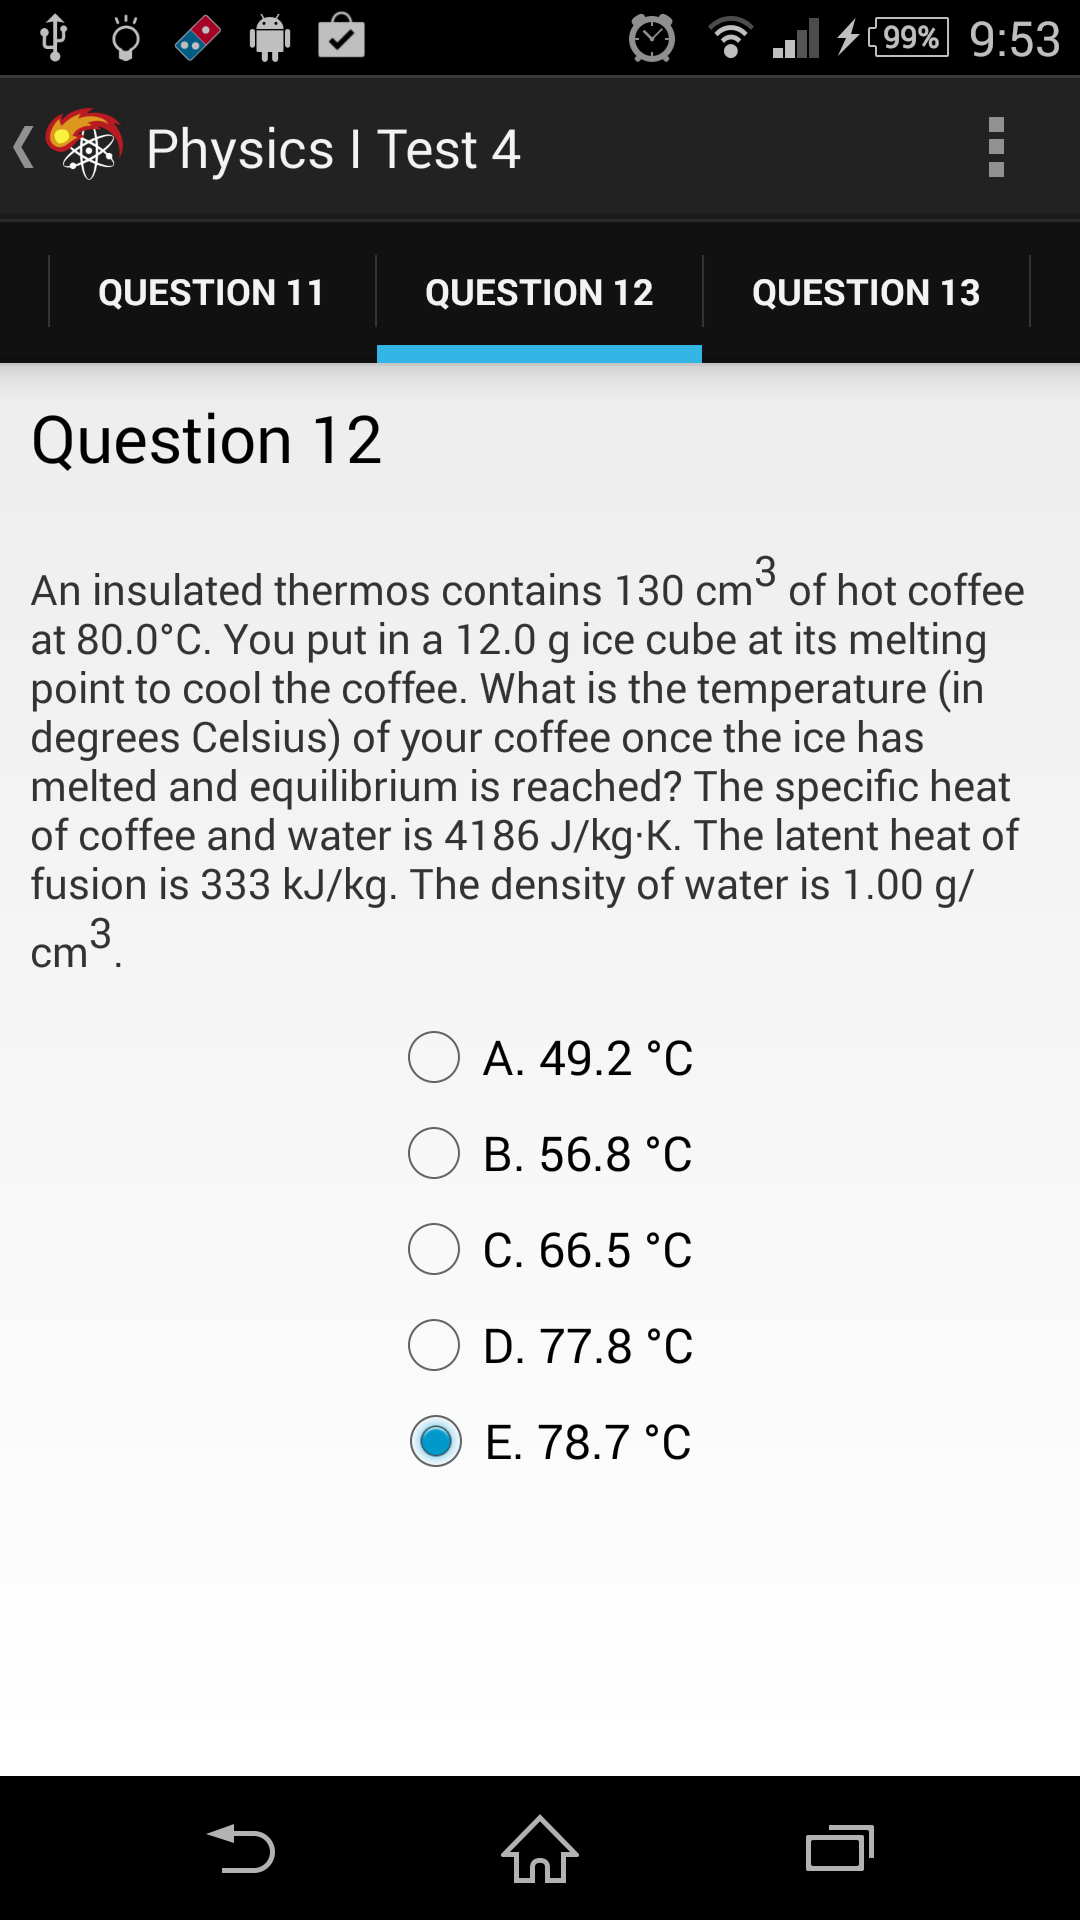 99% 9:53
Physics I Test 4
QUESTION 11 QUESTION 12 QUESTION 13
Question 12
An insulated thermos contains 130 cm³ of hot coffee
at 80.0°C. You put in a 12.0 g ice cube at its melting
point to cool the coffee. What is the temperature (in
degrees Celsius) of your coffee once the ice has
melted and equilibrium is reached? The specific heat
of coffee and water is 4186 J/kg·K. The latent heat of
fusion is 333 kJ/kg. The density of water is 1.00 g/
cm³.
A. 49.2 °C
B. 56.8 °C
C. 66.5 °C
D. 77.8 °C
E. 78.7 °C